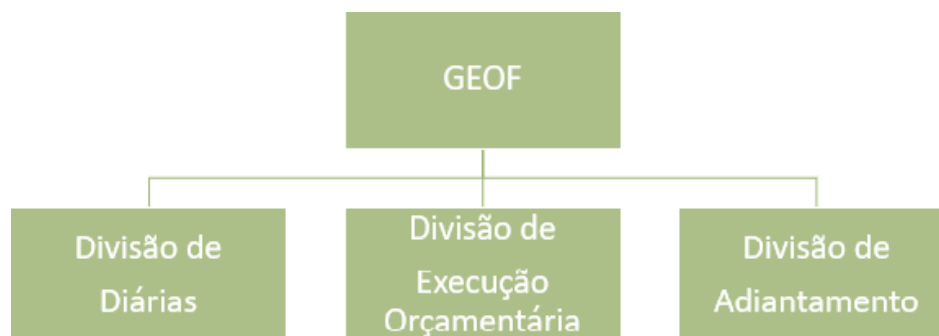 GEOF
Divisão de
Diárias
Divisão de
Execução
Orçamentária
Divisão de
Adiantamento